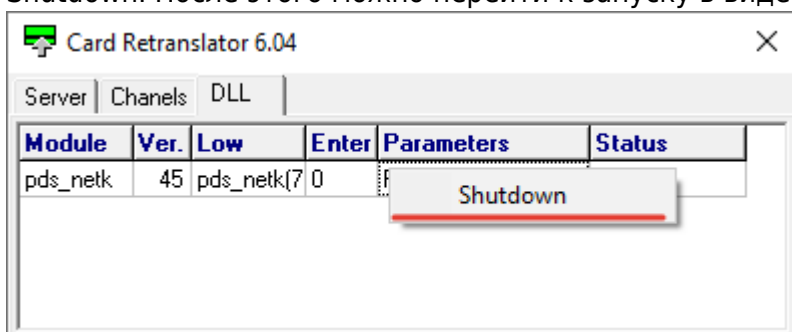 Shutdown. После этого можно перейти к запуску в виде
Card Retranslator 6.04
Server Chanels DLL
Module Ver. Low Enter Parameters Status
pds_netk 45 pds_netk(7 0
Shutdown